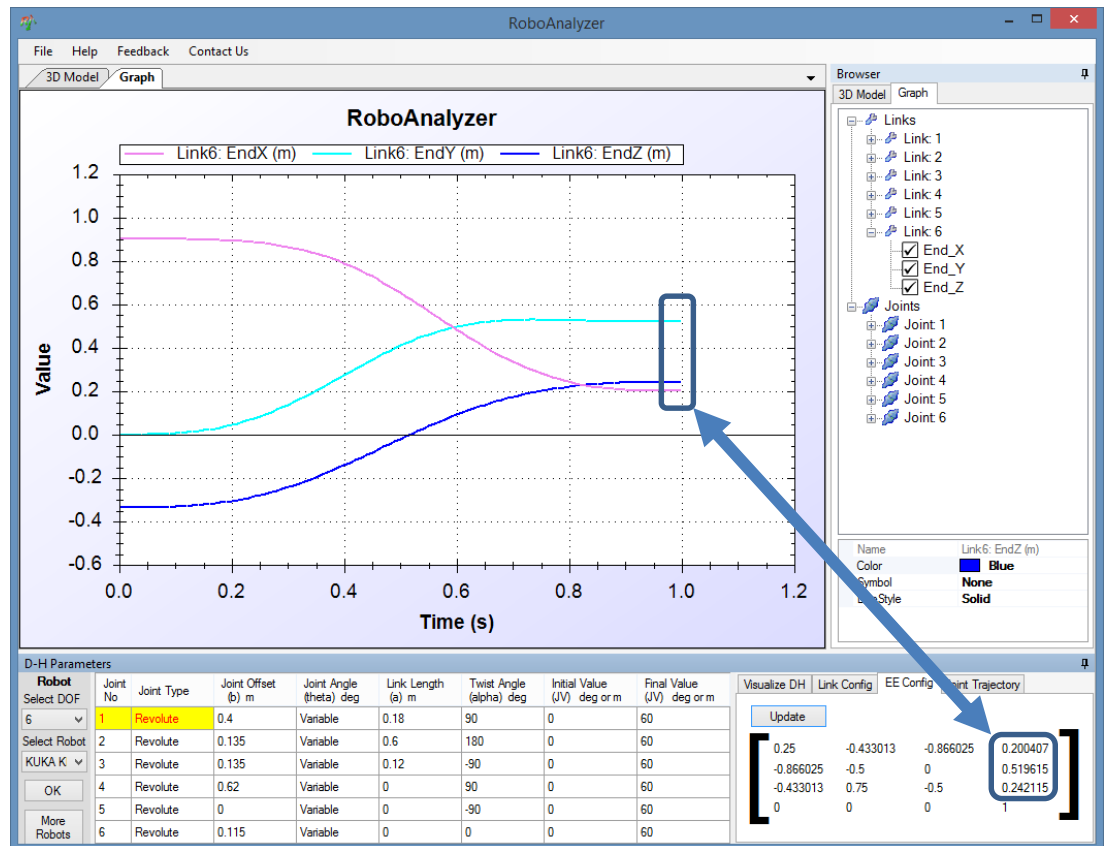 RoboAnalyzer
File Help Feedback Contact Us
3D Model Graph
RoboAnalyzer
Link6: EndX (m) Link6: EndY (m) Link6: EndZ (m)
1.2
1.0
0.8
0.6
0.4
0.2
0.0
-0.2
-0.4
-0.6
Value
0.0 0.2 0.4 0.6 0.8 1.0 1.2
Time (s)
Browser
3D Model Graph
Links
Link: 1
Link: 2
Link: 3
Link: 4
Link: 5
Link: 6
End_X
End_Y
End_Z
Joints
Joint: 1
Joint: 2
Joint: 3
Joint: 4
Joint: 5
Joint: 6
Name Link6: EndZ (m)
Color Blue
Symbol None
Style Solid
D-H Parameters
Robot
Select DOF
6
Select Robot
KUKA K
OK
More
Robots
Joint No Joint Type Joint Offset (b) m Joint Angle (theta) deg Link Length (a) m Twist Angle (alpha) deg Initial Value (JV) deg or m Final Value (JV) deg or m
1 Revolute 0.4 Variable 0.18 90 0 60
2 Revolute 0.135 Variable 0.6 180 0 60
3 Revolute 0.135 Variable 0.12 -90 0 60
4 Revolute 0.62 Variable 0 90 0 60
5 Revolute 0 Variable 0 -90 0 60
6 Revolute 0.115 Variable 0 0 0 60
Visualize DH Link Config EE Config Joint Trajectory
Update
0.25 -0.433013 -0.866025 0.200407
-0.866025 -0.5 0 0.519615
-0.433013 0.75 -0.5 0.242115
0 0 0 1